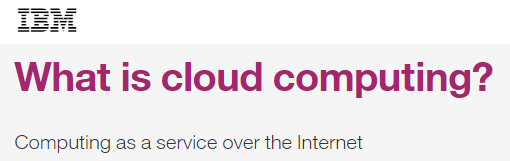 IBM
What is cloud computing?
Computing as a service over the Internet